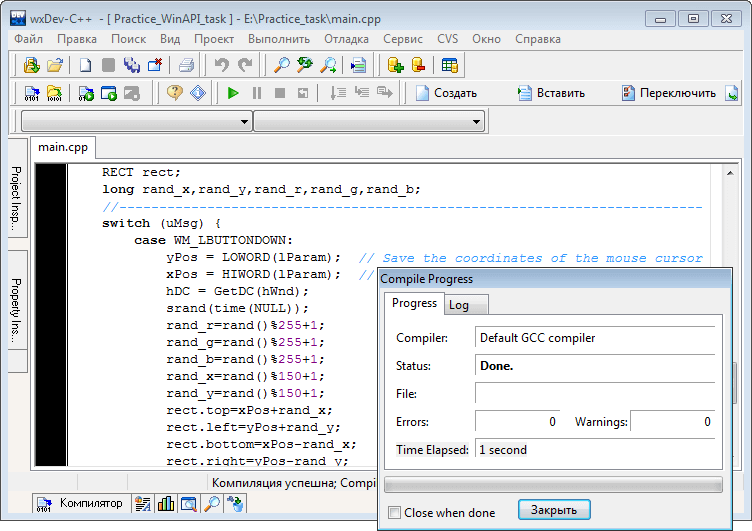 wxDev-C++ - [ Practice_WinAPI_task ] - E:\Practice_task\main.cpp
Файл Правка Поиск Вид Проект Выполнить Отладка Сервис CVS Окно Справка
Создать Вставить Переключить
main.cpp
Project Insp...
Property Ins...
RECT rect;
long rand_x,rand_y,rand_r,rand_g,rand_b;
//-------------------------------------------------------------------------
switch (uMsg) {
case WM_LBUTTONDOWN:
yPos = LOWORD(lParam); // Save the coordinates of the mouse cursor
xPos = HIWORD(lParam); //
hDC = GetDC(hWnd);
srand(time(NULL));
rand_r=rand()%255+1;
rand_g=rand()%255+1;
rand_b=rand()%255+1;
rand_x=rand()%150+1;
rand_y=rand()%150+1;
rect.top=xPos+rand_x;
rect.left=yPos+rand_y;
rect.bottom=xPos-rand_x;
rect.right=yPos-rand_y;
Компиляция успешна; Compi
Компилятор
Compile Progress
Progress Log
Compiler: Default GCC compiler
Status: Done.
File:
Errors: 0 Warnings: 0
Time Elapsed: 1 second
Close when done Закрыть